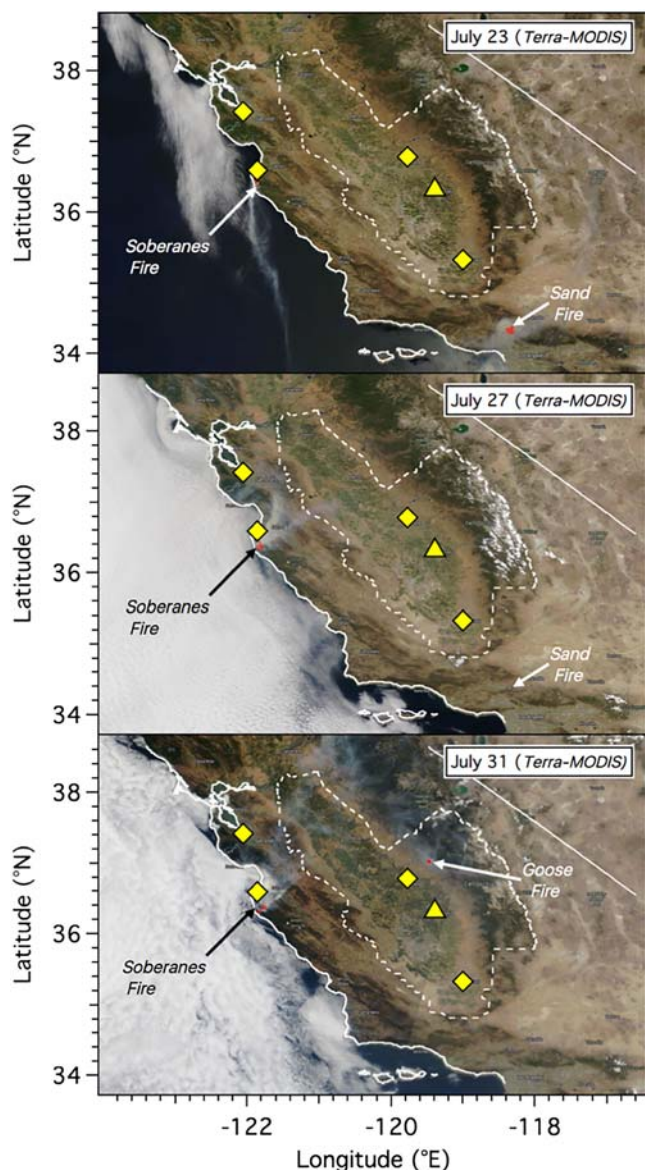 July 23 (Terra-MODIS)
38
36
34
Latitude (°N)
Soberanes
Fire
Sand
Fire
July 27 (Terra-MODIS)
38
36
34
Latitude (°N)
Soberanes
Fire
Sand
Fire
July 31 (Terra-MODIS)
38
36
34
Latitude (°N)
Goose
Fire
Soberanes
Fire
-122
-120
-118
Longitude (°E)